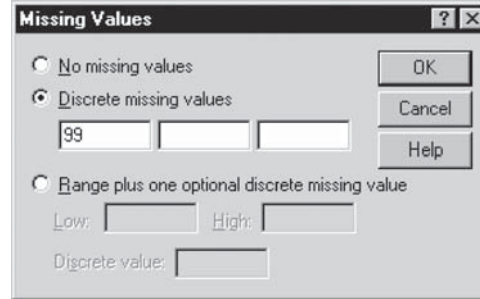 Missing Values
No missing values
OK
Discrete missing values
Cancel
99
Help
Range plus one optional discrete missing value
Low: High:
Discrete value: